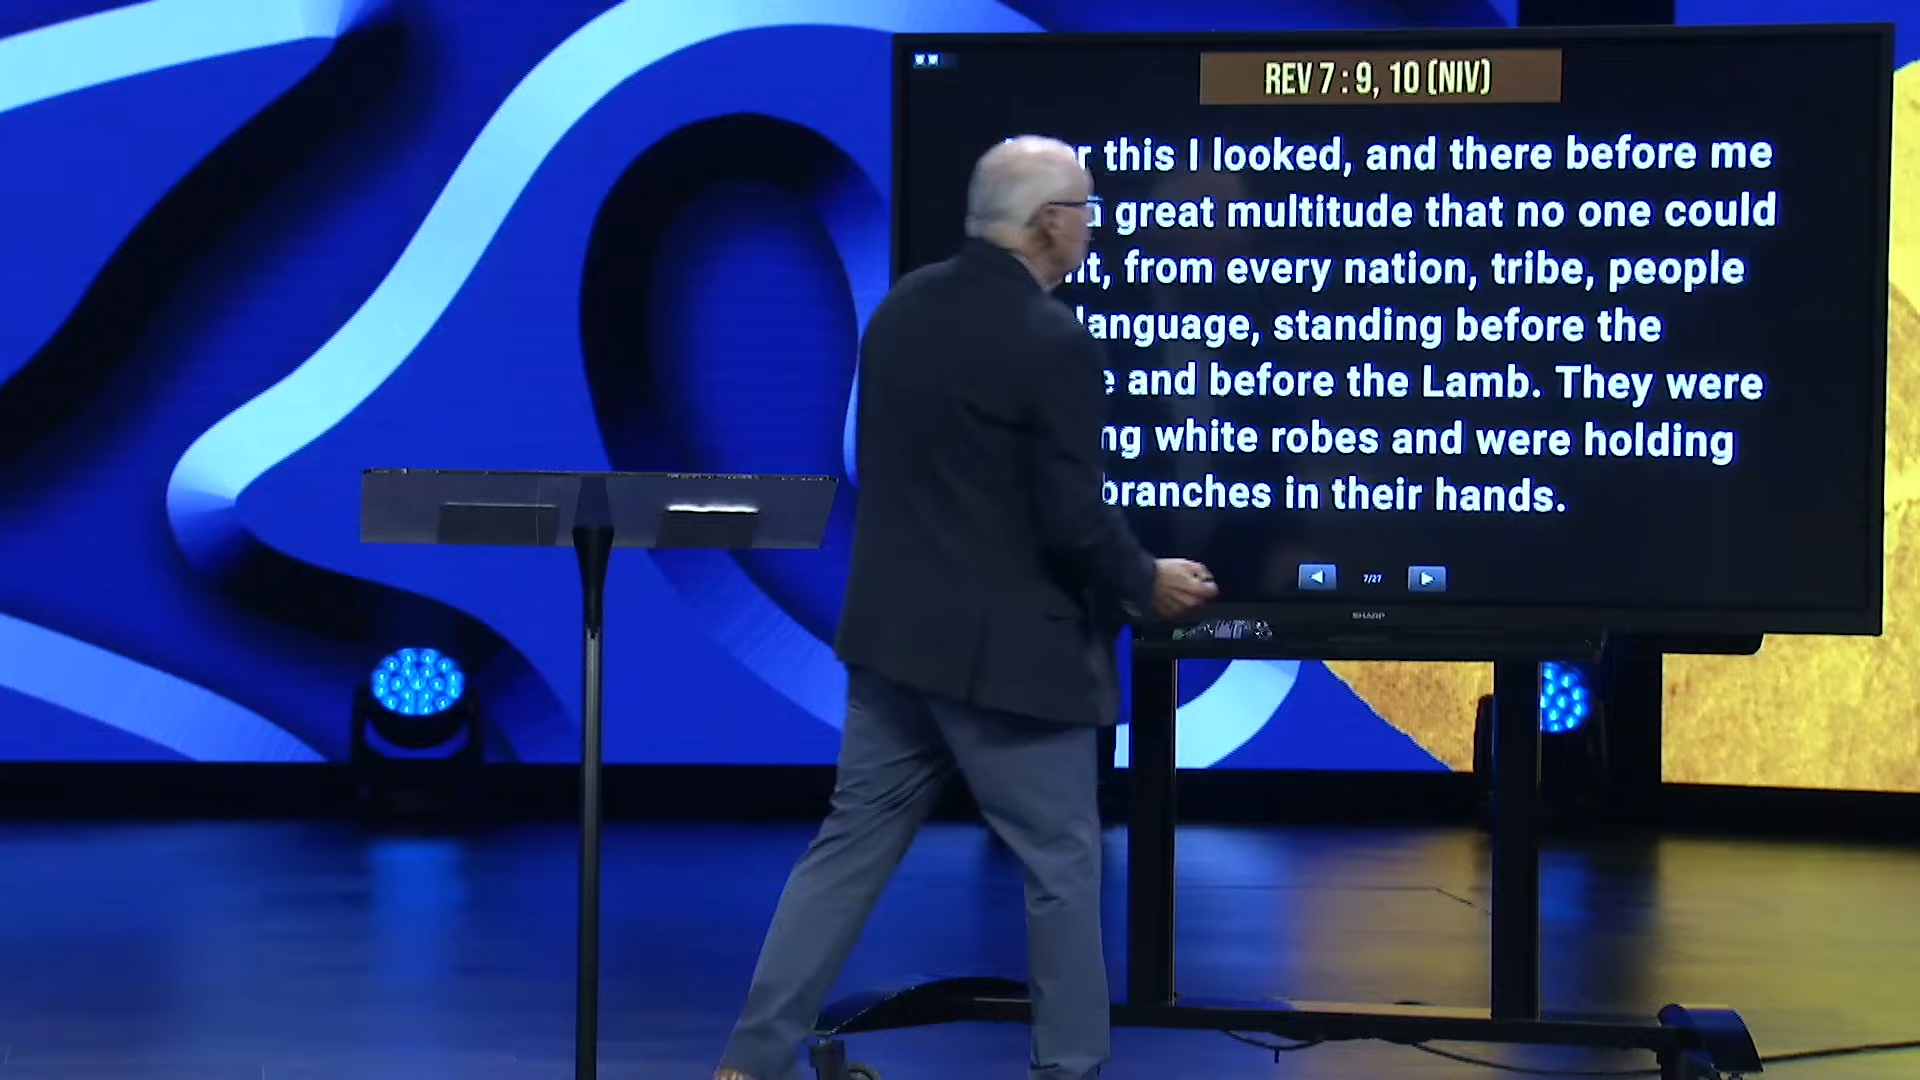 REV 7 : 9, 10 (NIV)
this I looked, and there before me
great multitude that no one could
from every nation, tribe, people
language, standing before the
and before the Lamb. They were
white robes and were holding
branches in their hands.
7/27
SHARP